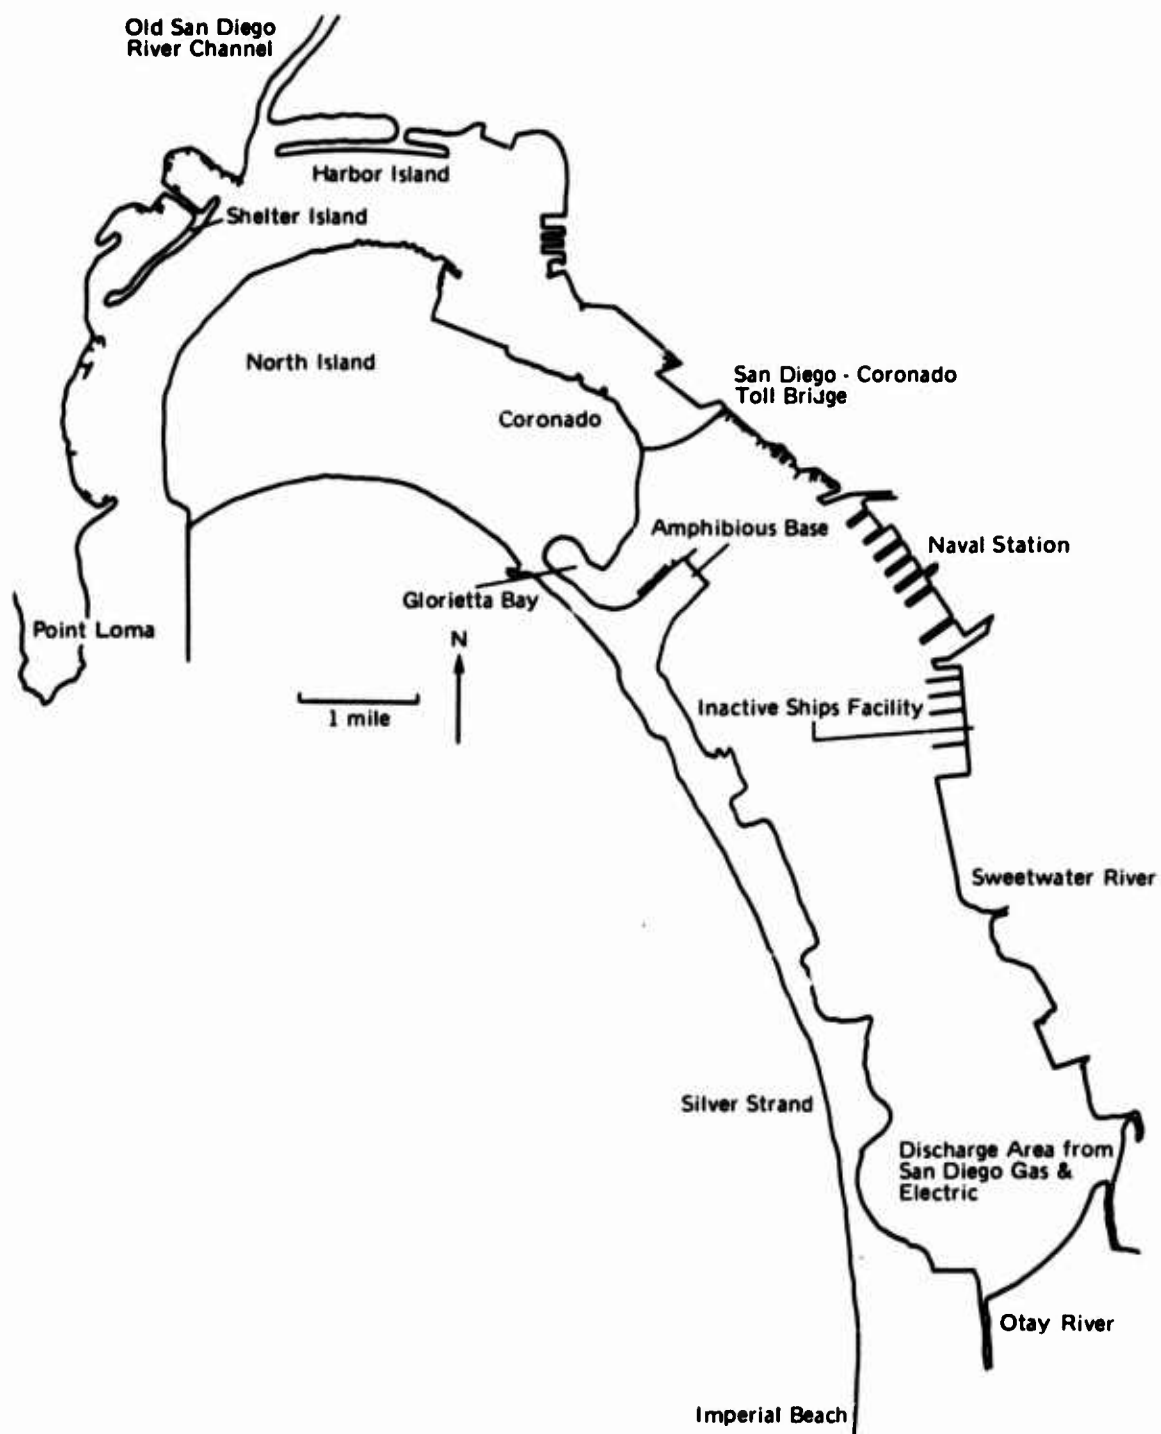 Old San Diego
River Channel
Harbor Island
Shelter Island
North Island
San Diego - Coronado
Toll Bridge
Coronado
Amphibious Base
Naval Station
Glorietta Bay
Point Loma
N
1 mile
Inactive Ships Facility
Sweetwater River
Silver Strand
Discharge Area from
San Diego Gas &
Electric
Otay River
Imperial Beach